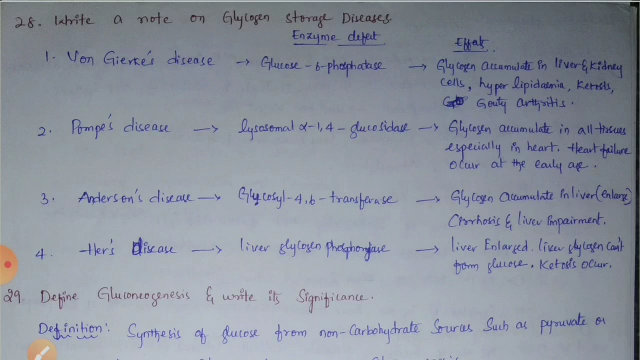 28. Write a note on Glycogen Storage Diseases
Enzyme defect
Effect.
1. Von Gierke's disease → Glucose-6-phosphatase → Glycogen accumulate in liver & kidney
cells, hyper lipidaemia, Ketosis,
Gouty Arthritis.
2. Pompe's disease → lysosomal α-1,4-glucosidase → Glycogen accumulate in all tissues
especially in heart. Heart failure
occur at the early age.
3. Anderson's disease → Glycosyl-4,6-transferase → Glycogen Accumulate in liver (enlarge)
Cirrhosis & liver impairment.
4. Her's disease → liver glycogen phosphorylase → liver Enlarged. liver glycogen can't
form glucose. Ketosis occur.
29 Define Gluconeogenesis & write its Significance.
Definition: Synthesis of glucose from non-Carbohydrate Sources Such as pyruvate or